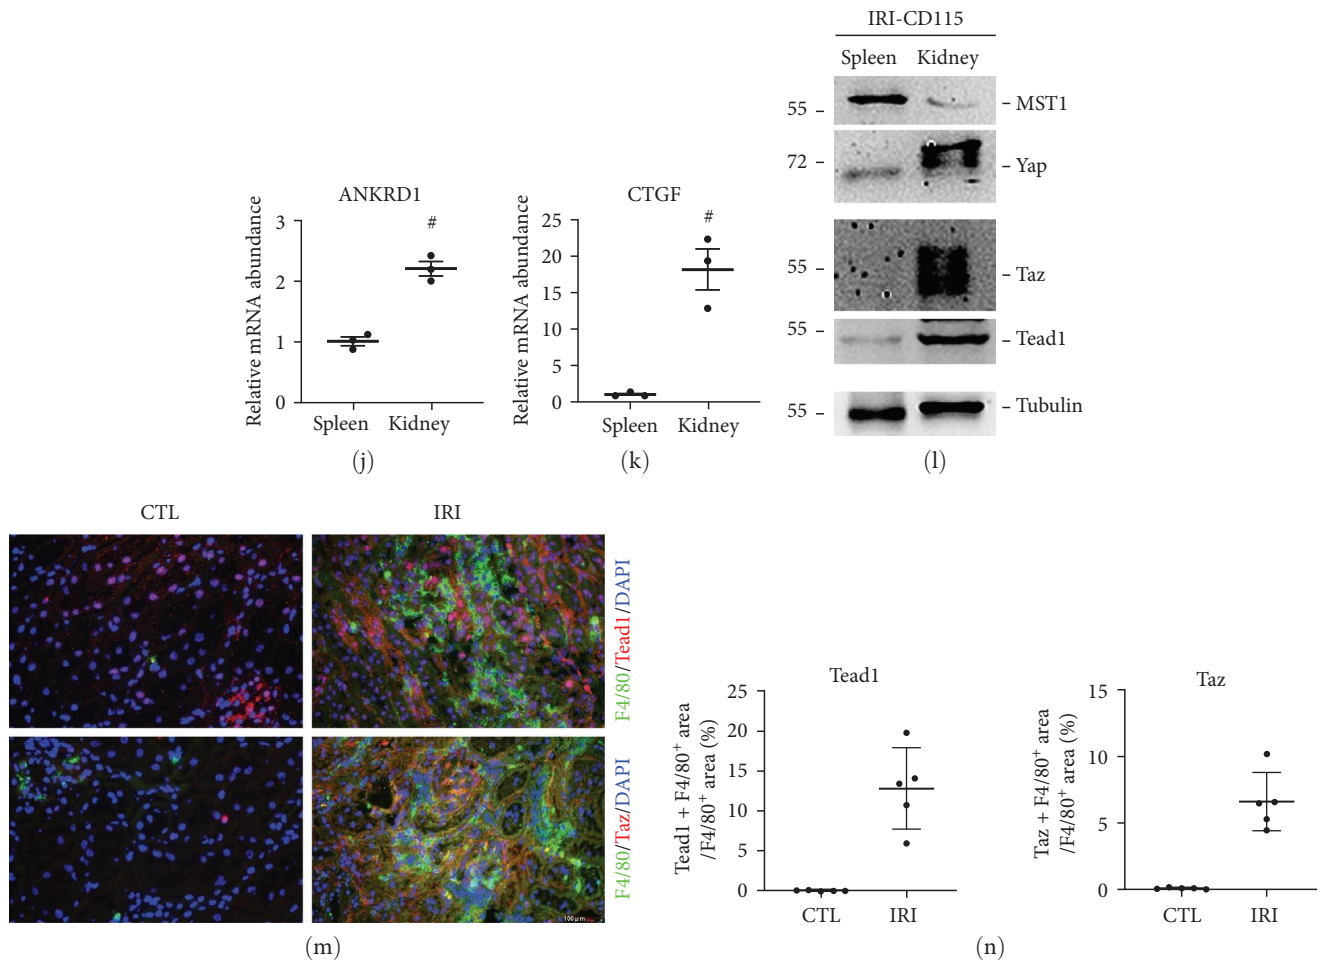 ANKRD1
Relative mRNA abundance
3
2
1
0
#
Spleen Kidney
(j)
CTGF
Relative mRNA abundance
25
20
15
10
5
0
#
Spleen Kidney
(k)
IRI-CD115
Spleen Kidney
55 – – MST1
72 – – Yap
55 – – Taz
55 – – Tead1
55 – – Tubulin
(l)
CTL IRI
F4/80/Tead1/DAPI
F4/80/Taz/DAPI
100 μm
(m)
Tead1
Tead1 + F4/80⁺ area
/F4/80⁺ area (%)
25
20
15
10
5
0
CTL IRI
Taz
Taz + F4/80⁺ area
/F4/80⁺ area (%)
15
10
5
0
CTL IRI
(n)